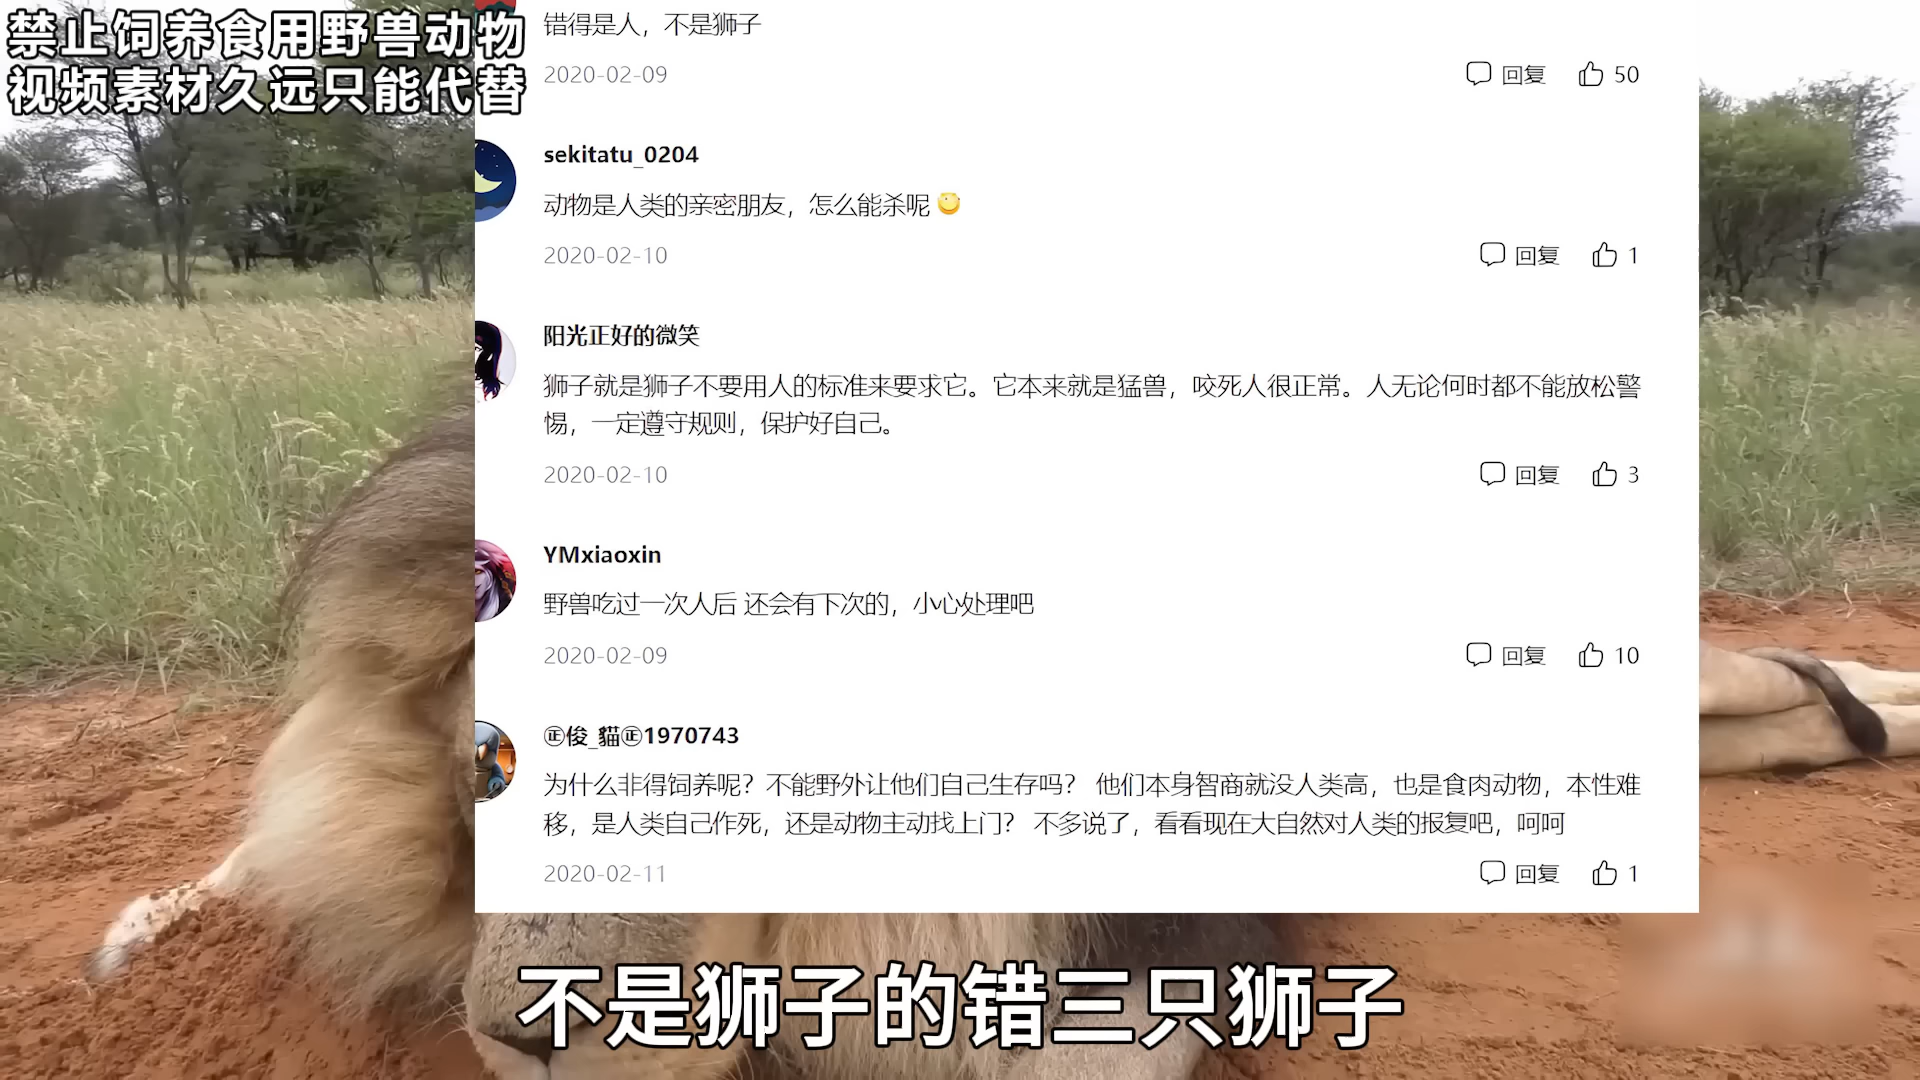 禁止饲养食用野兽动物
视频素材久远只能代替
错得是人，不是狮子
2020-02-09
回复 50
sekitatu_0204
动物是人类的亲密朋友，怎么能杀呢
2020-02-10
回复 1
阳光正好的微笑
狮子就是狮子不要用人的标准来要求它。它本来就是猛兽，咬死人很正常。人无论何时都不能放松警
惕，一定遵守规则，保护好自己。
2020-02-10
回复 3
YMxiaoxin
野兽吃过一次人后 还会有下次的，小心处理吧
2020-02-09
回复 10
㊣俊_貓㊣1970743
为什么非得饲养呢？不能野外让他们自己生存吗？ 他们本身智商就没人类高，也是食肉动物，本性难
移，是人类自己作死，还是动物主动找上门？ 不多说了，看看现在大自然对人类的报复吧，呵呵
2020-02-11
回复 1
不是狮子的错三只狮子